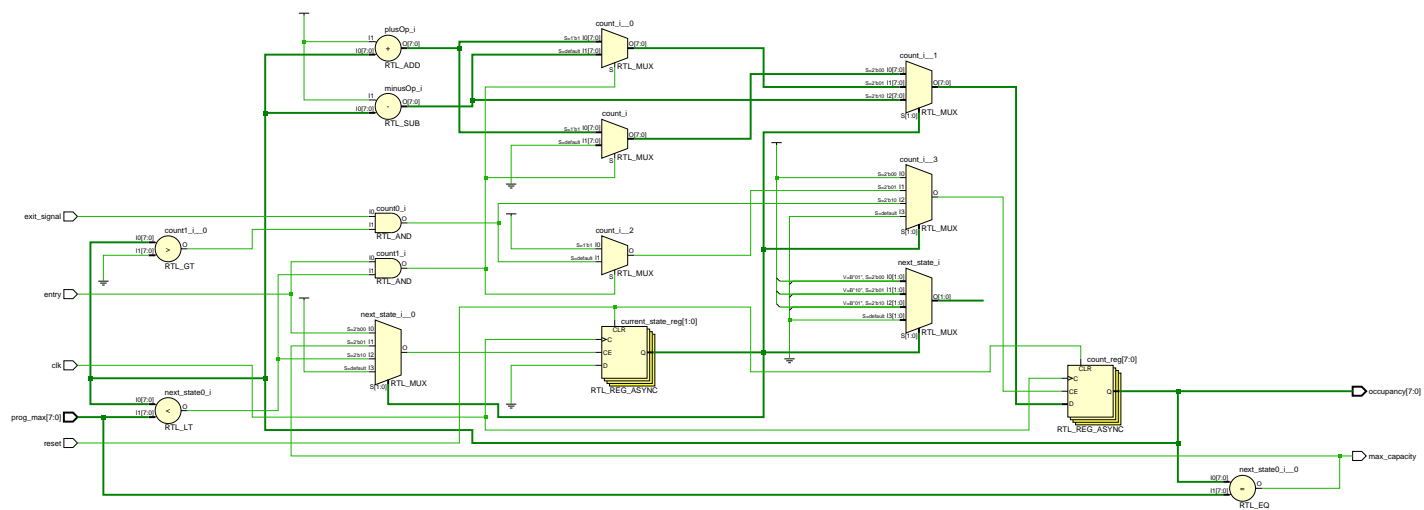 plusOp_i
I1
I0[7:0]
+
O[7:0]
RTL_ADD
minusOp_i
I1
I0[7:0]
-
O[7:0]
RTL_SUB
count_i__0
S=1'b1 I0[7:0]
S=default I1[7:0]
O[7:0]
S
RTL_MUX
count_i
S=1'b1 I0[7:0]
S=default I1[7:0]
O[7:0]
S
RTL_MUX
count_i__1
S=2'b00 I0[7:0]
S=2'b01 I1[7:0]
S=2'b10 I2[7:0]
O[7:0]
S[1:0]
RTL_MUX
count_i__3
S=2'b00 I0
S=2'b01 I1
S=2'b10 I2
S=default I3
O
S[1:0]
RTL_MUX
exit_signal
count0_i
I0
I1
O
RTL_AND
count1_i__0
I0[7:0]
I1[7:0]
>
O
RTL_GT
count1_i
I0
I1
O
RTL_AND
count_i__2
S=1'b1 I0
S=default I1
O
S
RTL_MUX
next_state_i
V=B"01", S=2'b00 I0[1:0]
V=B"10", S=2'b01 I1[1:0]
V=B"01", S=2'b10 I2[1:0]
S=default I3[1:0]
O[1:0]
S[1:0]
RTL_MUX
entry
next_state_i__0
S=2'b00 I0
S=2'b01 I1
S=2'b10 I2
S=default I3
O
S[1:0]
RTL_MUX
current_state_reg[1:0]
CLR
C
CE
D
Q
RTL_REG_ASYNC
clk
next_state0_i
I0[7:0]
I1[7:0]
<
O
RTL_LT
prog_max[7:0]
reset
count_reg[7:0]
CLR
C
CE
D
Q
RTL_REG_ASYNC
occupancy[7:0]
max_capacity
next_state0_i__0
I0[7:0]
I1[7:0]
=
O
RTL_EQ